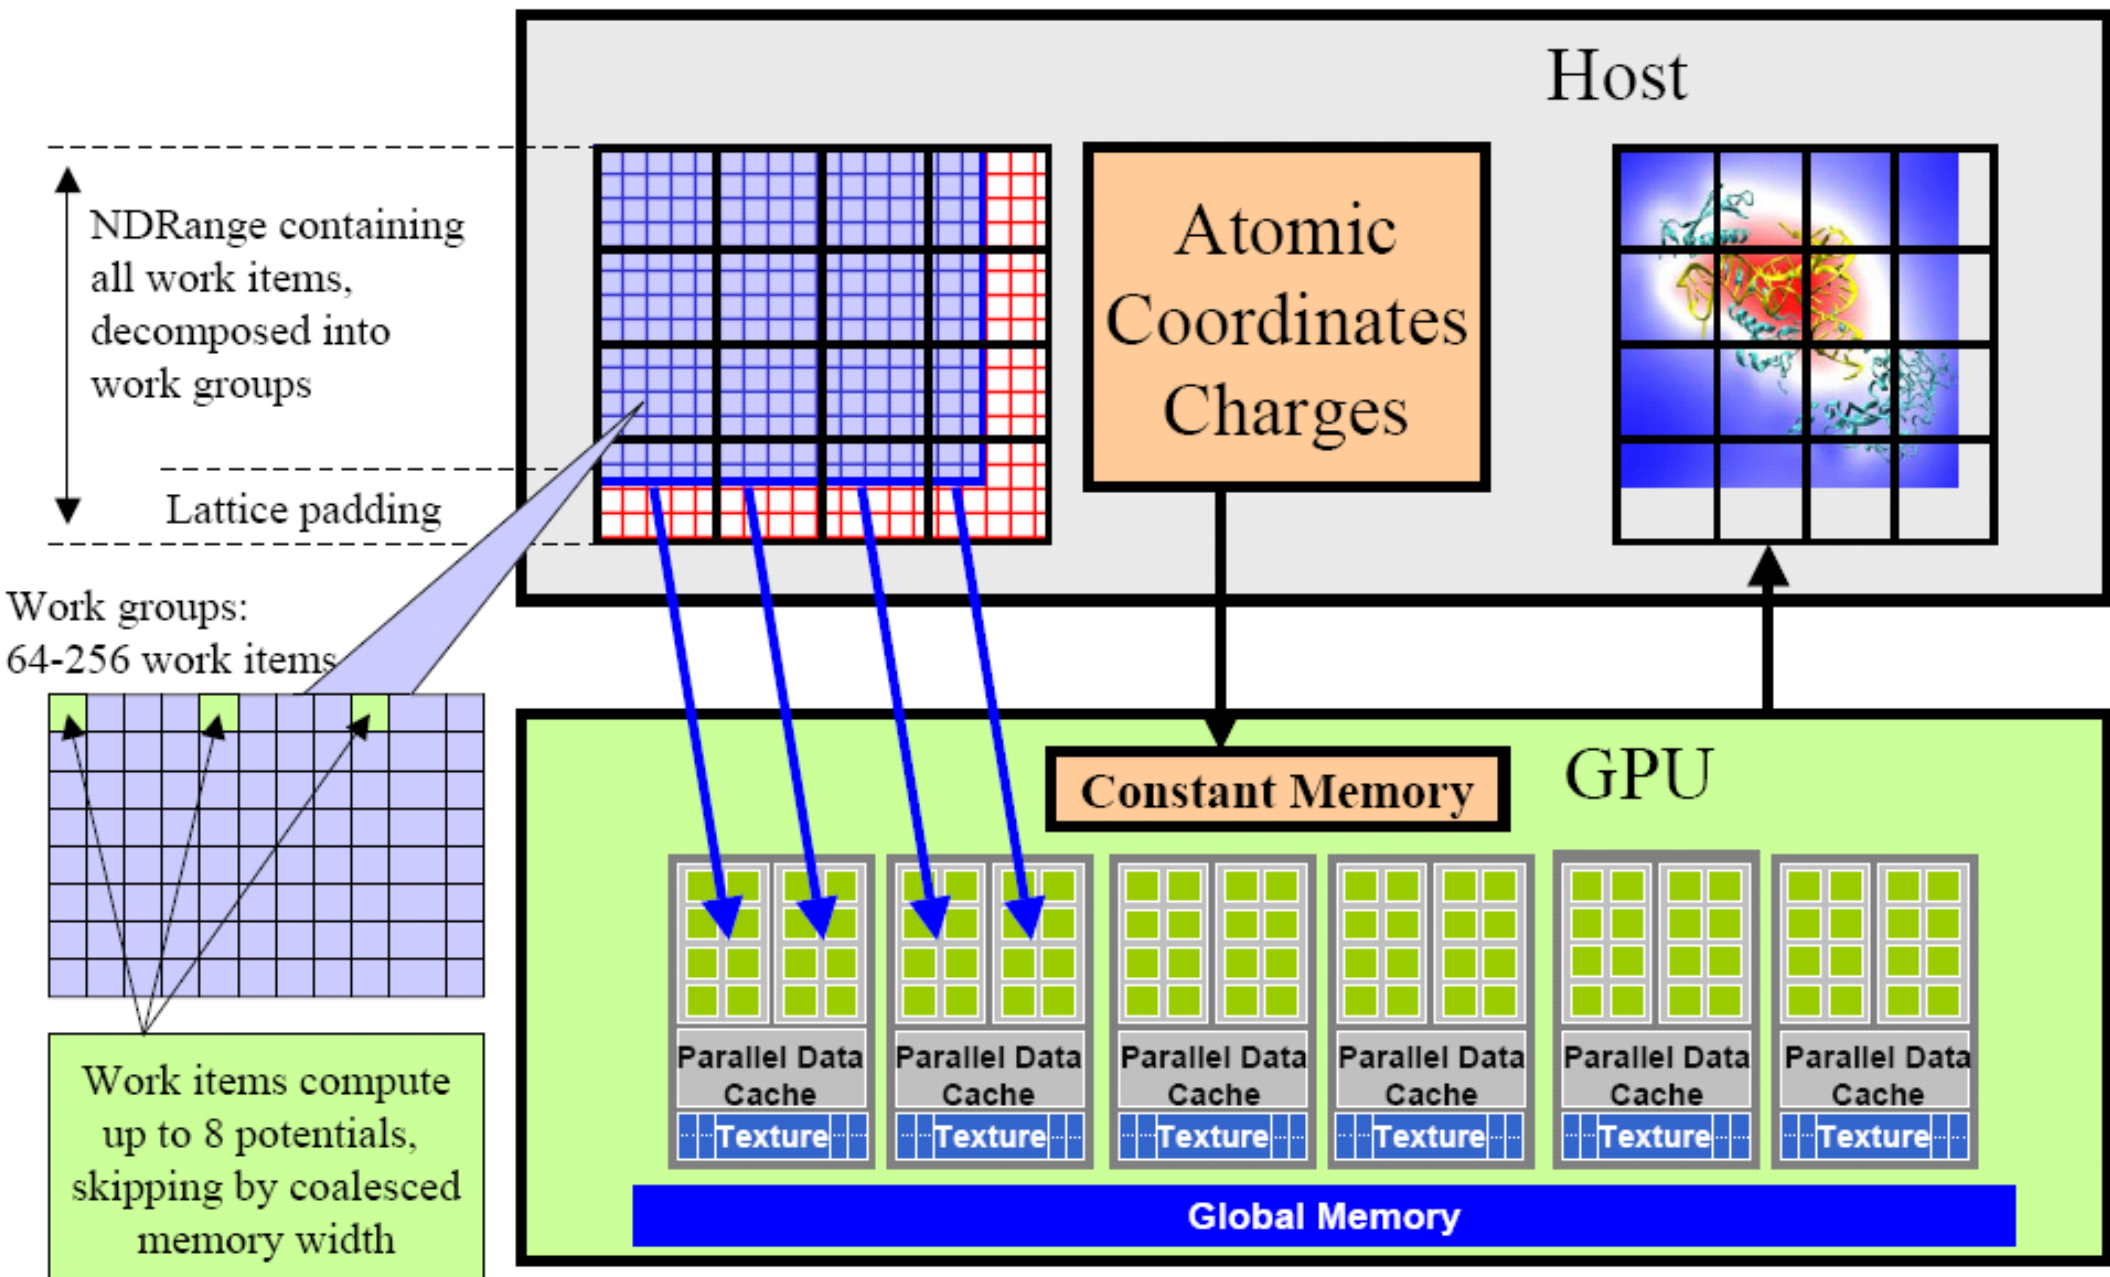 Host
NDRange containing
all work items,
decomposed into
work groups
Lattice padding
Atomic
Coordinates
Charges
Work groups:
64-256 work items
Work items compute
up to 8 potentials,
skipping by coalesced
memory width
GPU
Constant Memory
Parallel Data
Cache
Texture
Parallel Data
Cache
Texture
Parallel Data
Cache
Texture
Parallel Data
Cache
Texture
Parallel Data
Cache
Texture
Parallel Data
Cache
Texture
Global Memory